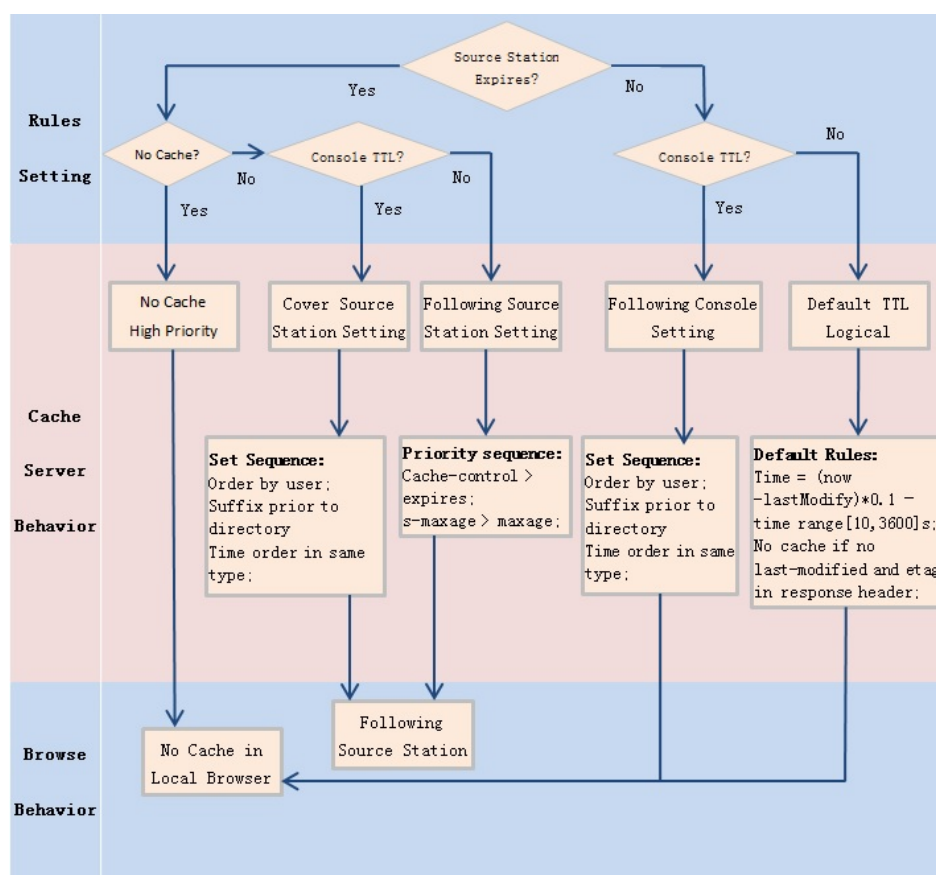 Source Station
Expires?
Yes
No
Rules
Setting
No Cache?
No
Console TTL?
No
Console TTL?
No
Yes
Yes
Yes
No Cache
High Priority
Cover Source
Station Setting
Following Source
Station Setting
Following Console
Setting
Default TTL
Logical
Cache
Server
Behavior
Set Sequence:
Order by user;
Suffix prior to
directory
Time order in same
type;
Priority sequence:
Cache-control >
expires;
s-maxage > maxage;
Set Sequence:
Order by user;
Suffix prior to
directory
Time order in same
type;
Default Rules:
Time = (now
-lastModify)*0.1 -
time range[10,3600]s;
No cache if no
last-modified and etag
in response header;
Browse
Behavior
No Cache in
Local Browser
Following
Source Station